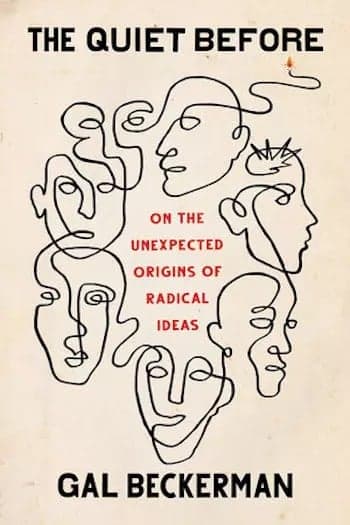 THE QUIET BEFORE
ON THE
UNEXPECTED
ORIGINS OF
RADICAL
IDEAS
GAL BECKERMAN